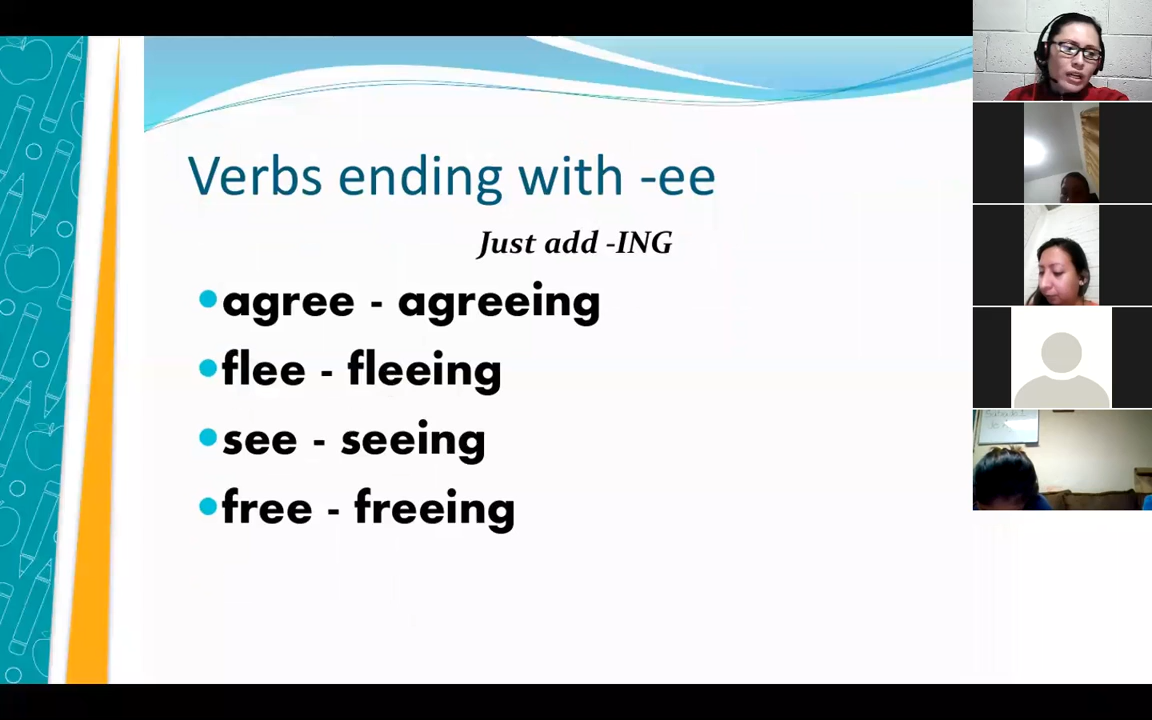 Verbs ending with -ee
Just add -ING
•agree - agreeing
•flee - fleeing
•see - seeing
•free - freeing